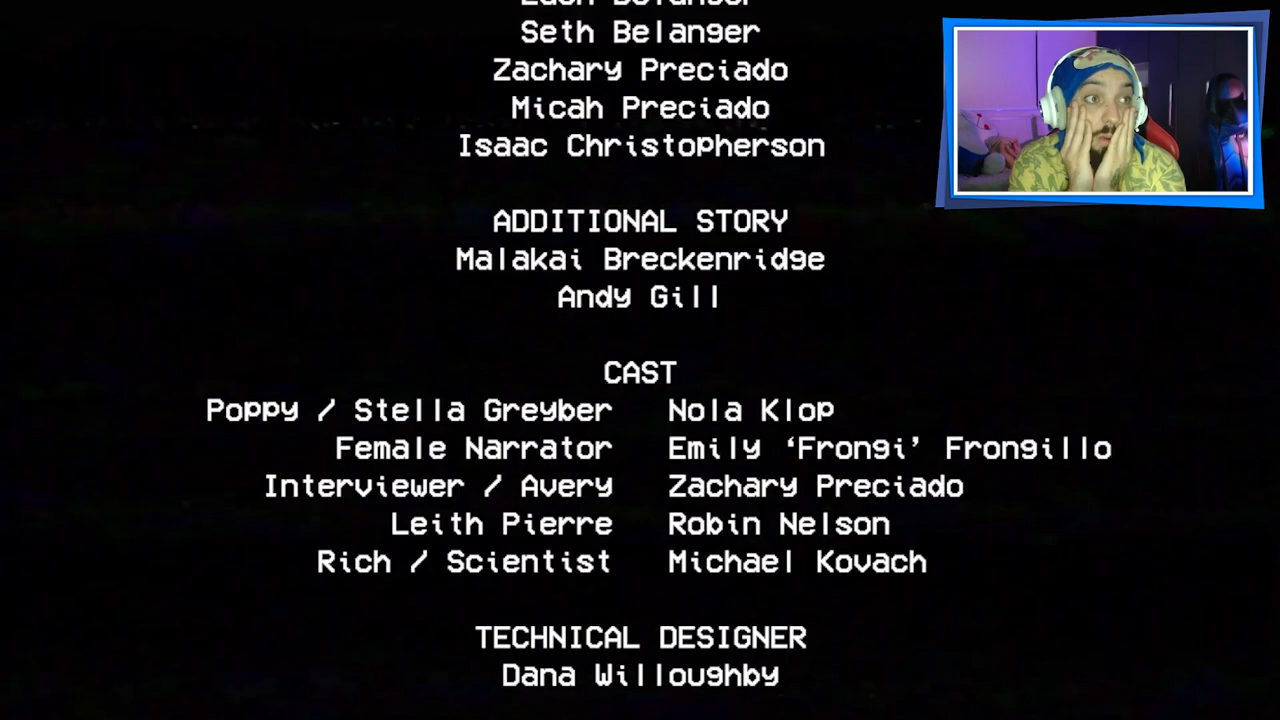 Seth Belanger
Zachary Preciado
Micah Preciado
Isaac Christopherson
ADDITIONAL STORY
Malakai Breckenridge
Andy Gill
CAST
Poppy / Stella Greyber Nola Klop
Female Narrator Emily ‘Frongi’ Frongillo
Interviewer / Avery Zachary Preciado
Leith Pierre Robin Nelson
Rich / Scientist Michael Kovach
TECHNICAL DESIGNER
Dana Willoughby